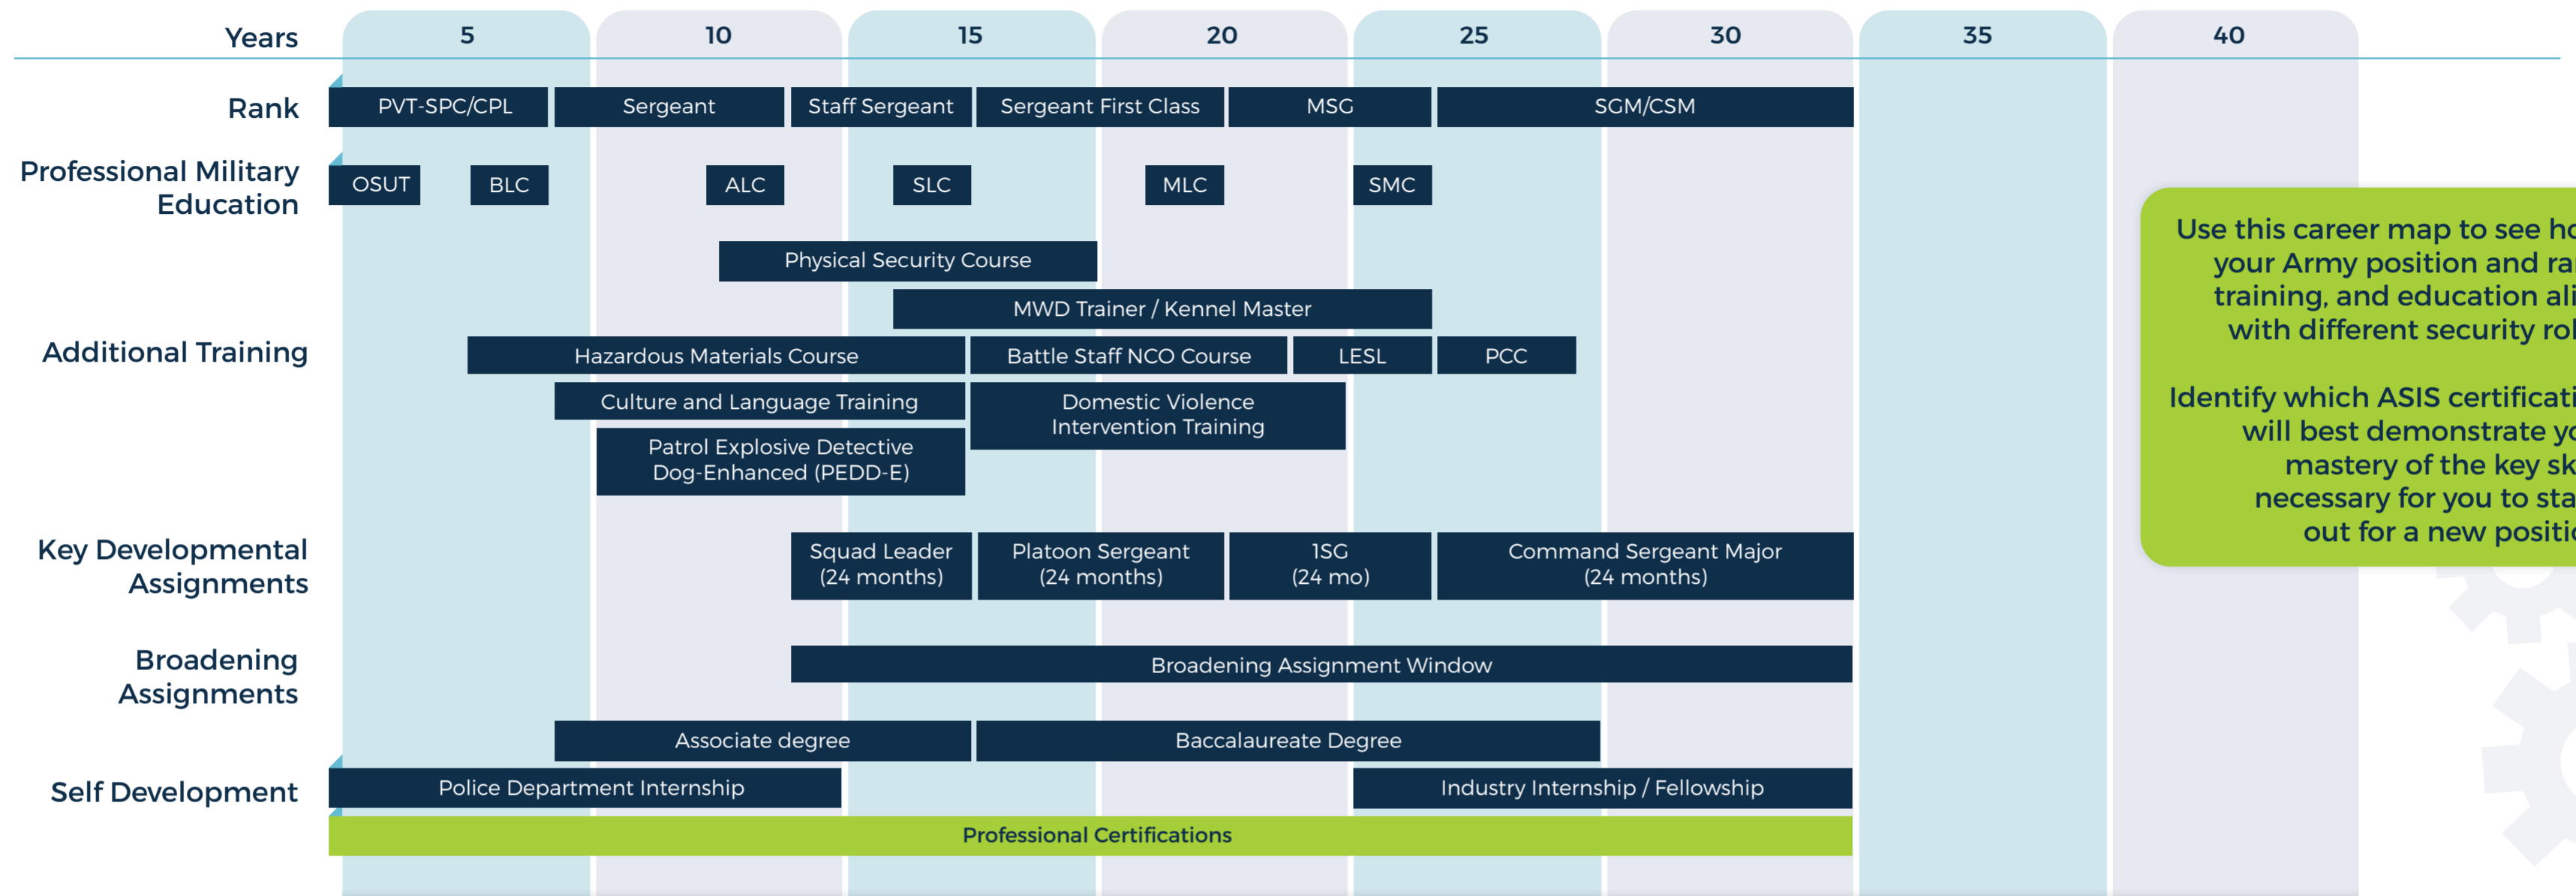 Years 5 10 15 20 25 30 35 40
Rank PVT-SPC/CPL Sergeant Staff Sergeant Sergeant First Class MSG SGM/CSM
Professional Military
Education
OSUT BLC ALC SLC MLC SMC
Additional Training
Physical Security Course
MWD Trainer / Kennel Master
Hazardous Materials Course Battle Staff NCO Course LESL PCC
Culture and Language Training
Domestic Violence
Intervention Training
Patrol Explosive Detective
Dog-Enhanced (PEDD-E)
Key Developmental
Assignments
Squad Leader
(24 months)
Platoon Sergeant
(24 months)
1SG
(24 mo)
Command Sergeant Major
(24 months)
Broadening
Assignments
Broadening Assignment Window
Self Development
Associate degree Baccalaureate Degree
Police Department Internship Industry Internship / Fellowship
Professional Certifications
Use this career map to see
your Army position and
training, and education
with different security
Identify which ASIS
will best demonstrate
mastery of the key
necessary for you to
out for a new